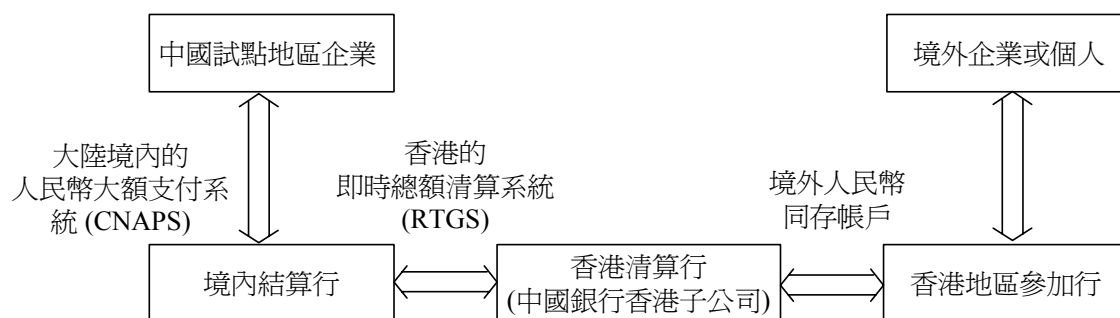 中國試點地區企業
境外企業或個人
大陸境內的
人民幣大額支付系
統 (CNAPS)
香港的
即時總額清算系統
(RTGS)
境外人民幣
同存帳戶
境內結算行
香港清算行
(中國銀行香港子公司)
香港地區參加行